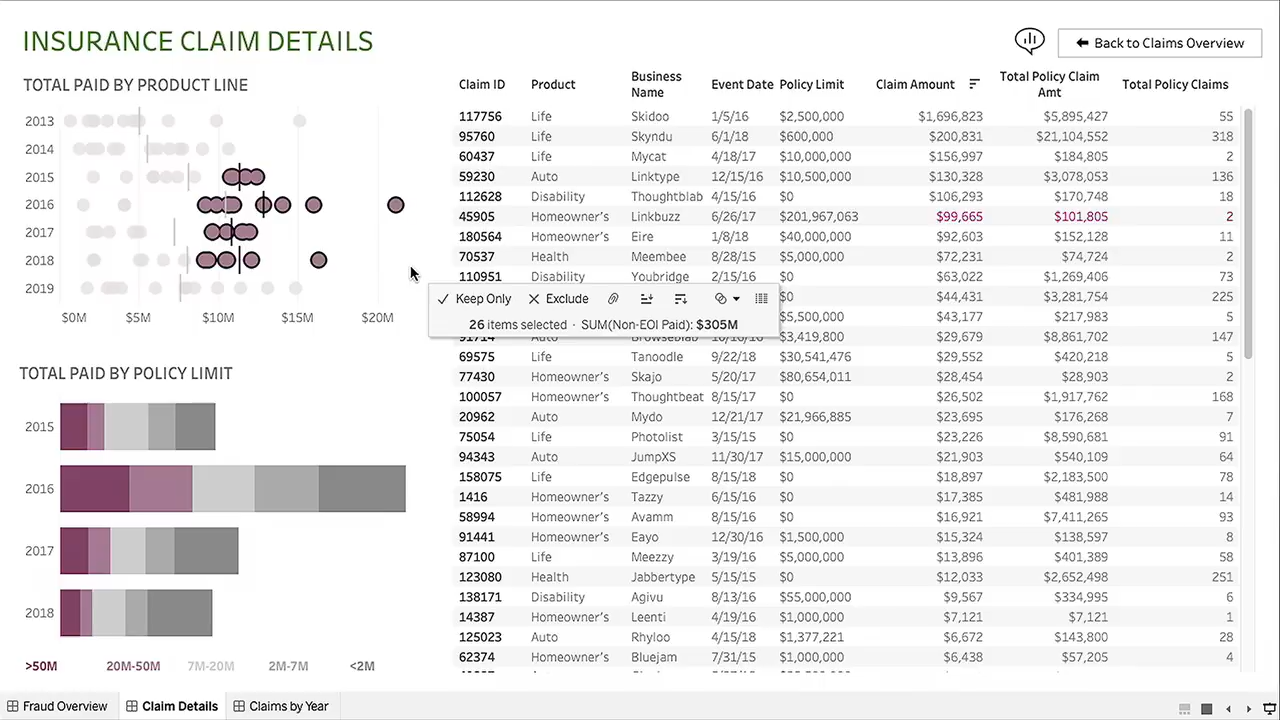 INSURANCE CLAIM DETAILS
Back to Claims Overview
TOTAL PAID BY PRODUCT LINE
2013
2014
2015
2016
2017
2018
2019
$0M $5M $10M $15M $20M
TOTAL PAID BY POLICY LIMIT
2015
2016
2017
2018
>50M 20M-50M 7M-20M 2M-7M <2M
Claim ID Product Business Name Event Date Policy Limit Claim Amount Total Policy Claim Amt Total Policy Claims
117756 Life Skidoo 1/5/16 $2,500,000 $1,696,823 $5,895,427 55
95760 Life Skyndu 6/1/18 $600,000 $200,831 $21,104,552 318
60437 Life Mycat 4/18/17 $10,000,000 $156,997 $184,805 2
59230 Auto Linktype 12/15/16 $10,500,000 $130,328 $3,078,053 136
112628 Disability Thoughtblab 4/15/16 $0 $106,293 $170,748 18
45905 Homeowner's Linkbuzz 6/26/17 $201,967,063 $99,665 $101,805 2
180564 Homeowner's Eire 1/8/18 $40,000,000 $92,603 $152,128 11
70537 Health Meembee 8/28/15 $5,000,000 $72,231 $74,724 2
110951 Disability Youbridge 2/15/16 $0 $63,022 $1,269,406 73
$0 $44,431 $3,281,754 225
Keep Only Exclude
$5,500,000 $43,177 $217,983 5
26 items selected · SUM(Non-EOI Paid): $305M
91714 Auto Browseblab $3,419,800 $29,679 $8,861,702 147
69575 Life Tanoodle 9/22/18 $30,541,476 $29,552 $420,218 5
77430 Homeowner's Skajo 5/20/17 $80,654,011 $28,454 $28,903 2
100057 Homeowner's Thoughtbeat 8/15/17 $0 $26,502 $1,917,762 168
20962 Auto Mydo 12/21/17 $21,966,885 $23,695 $176,268 7
75054 Life Photolist 3/15/15 $0 $23,226 $8,590,681 91
94343 Auto JumpXS 11/30/17 $15,000,000 $21,903 $540,109 64
158075 Life Edgepulse 8/15/18 $0 $18,897 $2,183,500 78
1416 Homeowner's Tazzy 6/15/16 $0 $17,385 $481,988 14
58994 Homeowner's Avamm 8/15/16 $0 $16,921 $7,411,265 93
91441 Homeowner's Eayo 12/30/16 $1,500,000 $15,324 $138,597 8
87100 Life Meezzy 3/19/16 $5,000,000 $13,896 $401,389 58
123080 Health Jabbertype 5/15/15 $0 $12,033 $2,652,498 251
138171 Disability Agivu 8/13/16 $55,000,000 $9,567 $334,995 6
14387 Homeowner's Leenti 4/19/16 $1,000,000 $7,121 $7,121 1
125023 Auto Rhyloo 4/15/18 $1,377,221 $6,672 $143,800 28
62374 Homeowner's Bluejam 7/31/15 $1,000,000 $6,438 $57,205 4
Fraud Overview Claim Details Claims by Year